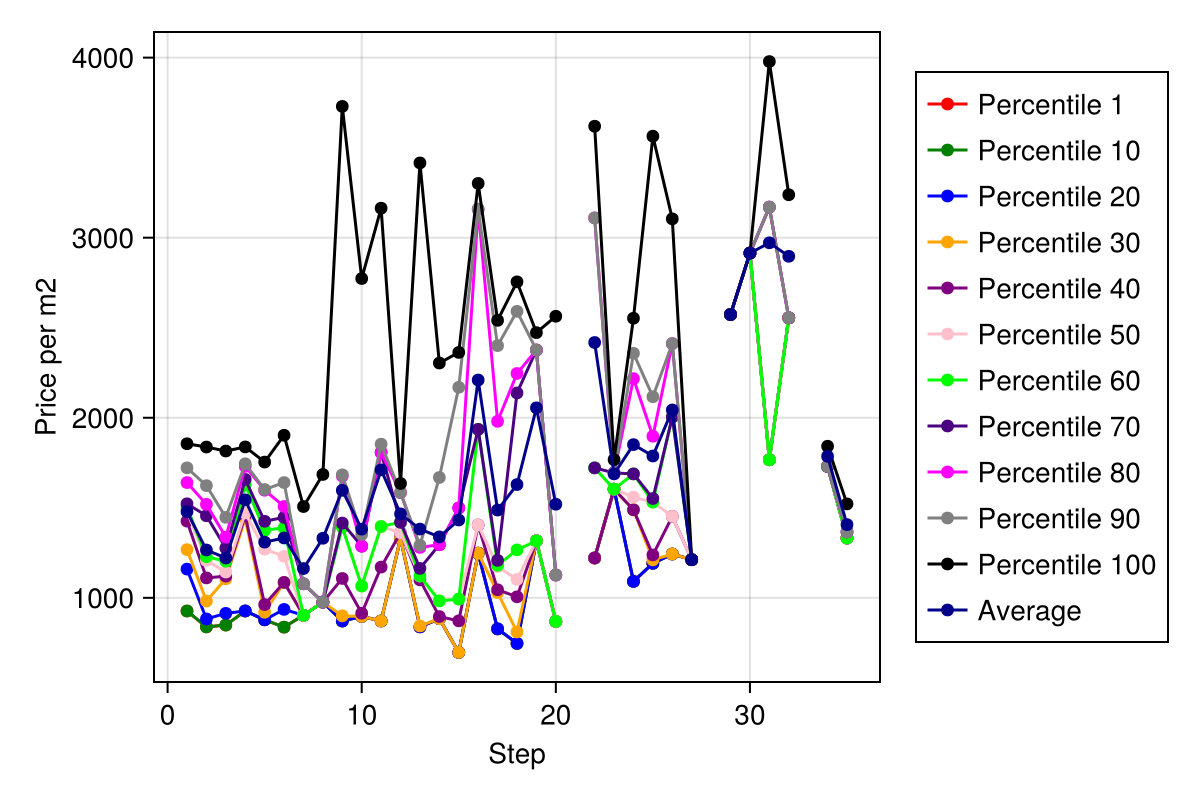 4000
3000
2000
1000
Price per m2
0 10 20 30
Step
Percentile 1
Percentile 10
Percentile 20
Percentile 30
Percentile 40
Percentile 50
Percentile 60
Percentile 70
Percentile 80
Percentile 90
Percentile 100
Average